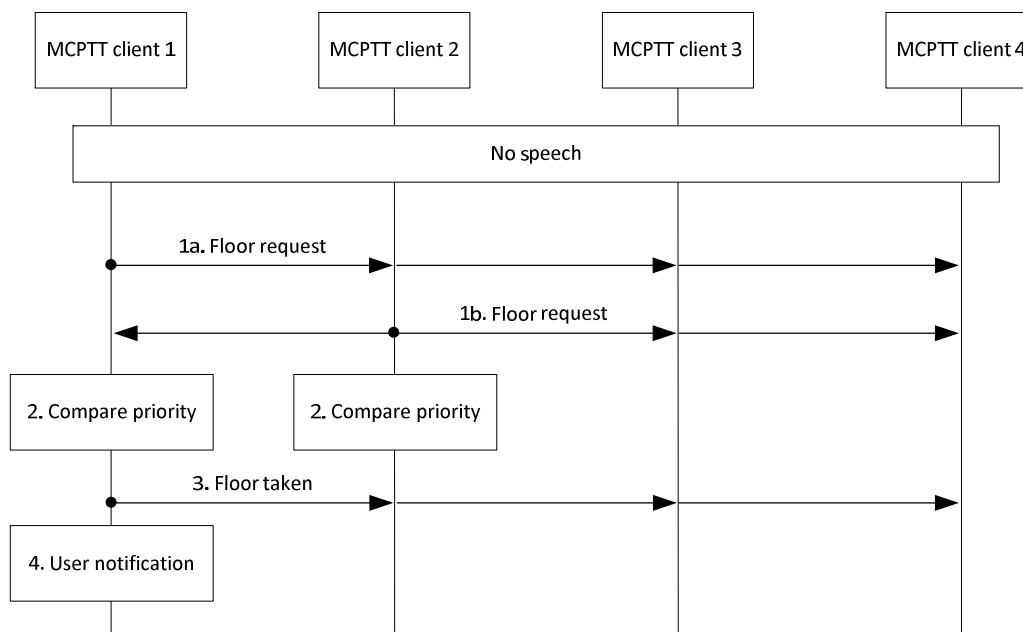 MCPTT client 1
MCPTT client 2
MCPTT client 3
MCPTT client 4
No speech
1a. Floor request
1b. Floor request
2. Compare priority
2. Compare priority
3. Floor taken
4. User notification